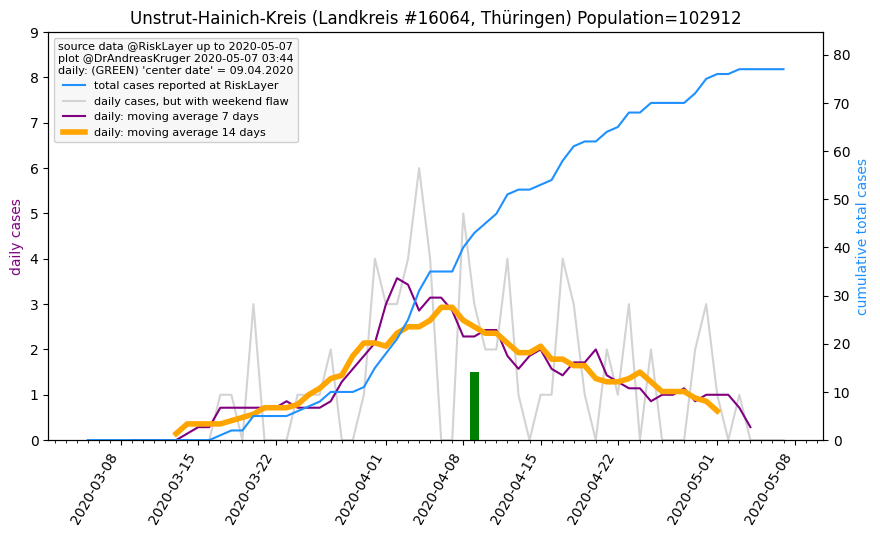 Unstrut-Hainich-Kreis (Landkreis #16064, Thüringen) Population=102912
source data @RiskLayer up to 2020-05-07
plot @DrAndreasKruger 2020-05-07 03:44
daily: (GREEN) 'center date' = 09.04.2020
total cases reported at RiskLayer
daily cases, but with weekend flaw
daily: moving average 7 days
daily: moving average 14 days
daily cases
9
8
7
6
5
4
3
2
1
0
cumulative total cases
80
70
60
50
40
30
20
10
0
2020-03-08
2020-03-15
2020-03-22
2020-04-01
2020-04-08
2020-04-15
2020-04-22
2020-05-01
2020-05-08